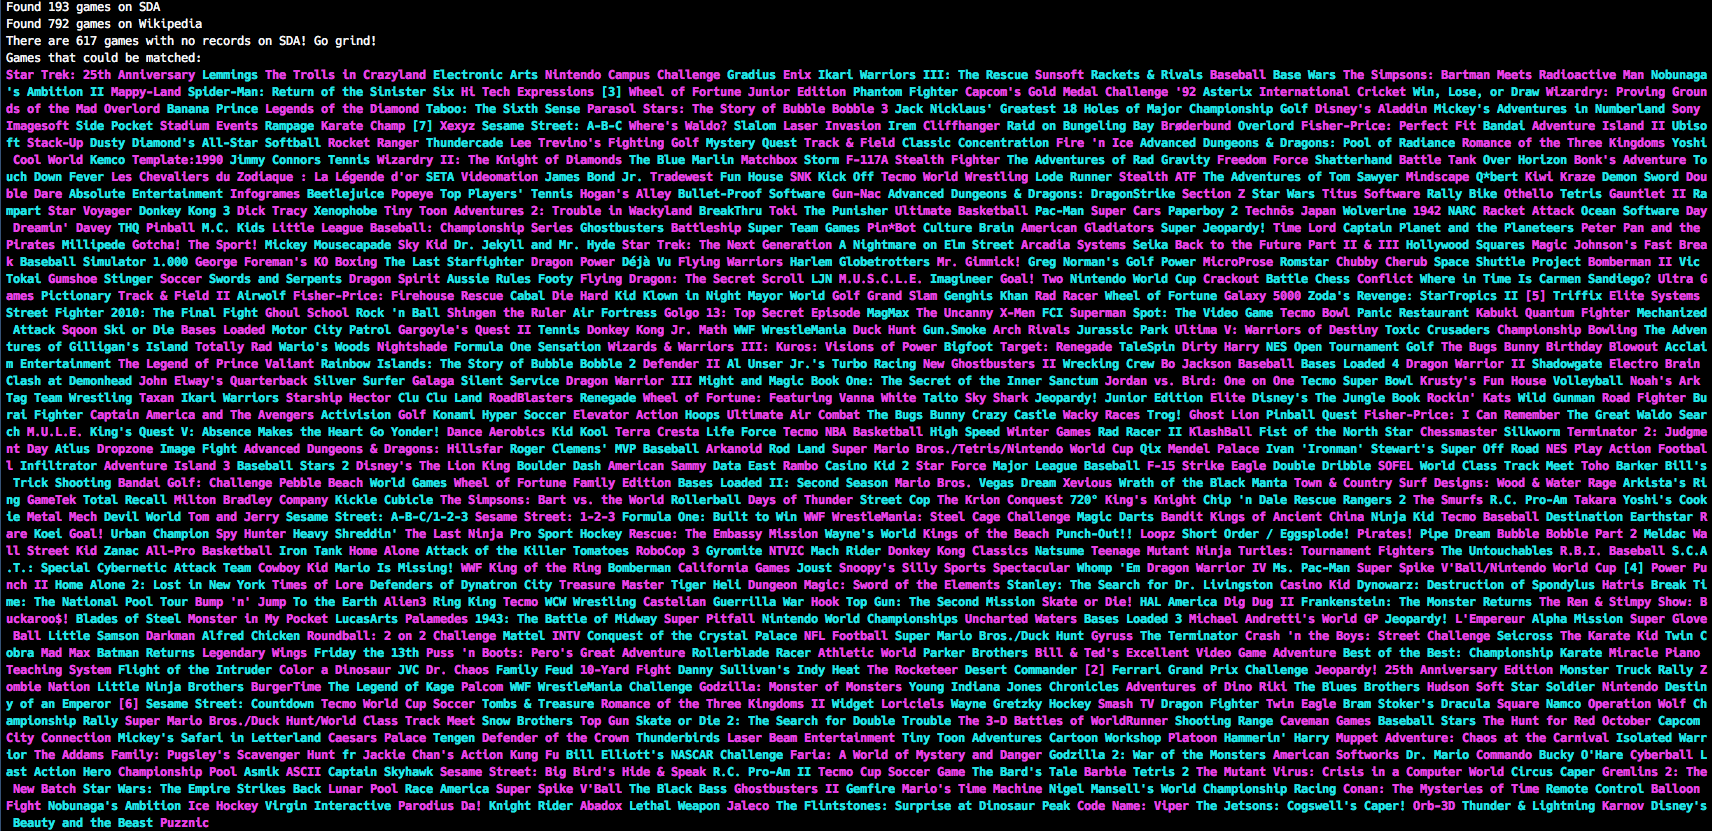 Found 193 games on SDA
Found 792 games on Wikipedia
There are 617 games with no records on SDA! Go grind!
Games that could be matched:
Star Trek: 25th Anniversary Lemmings The Trolls in Crazyland Electronic Arts Nintendo Campus Challenge Gradius Enix Ikari Warriors III: The Rescue Sunsoft Rackets & Rivals Baseball Base Wars The Simpsons: Bartman Meets Radioactive Man Nobunaga
's Ambition II Mappy-Land Spider-Man: Return of the Sinister Six Hi Tech Expressions [3] Wheel of Fortune Junior Edition Phantom Fighter Capcom's Gold Medal Challenge '92 Asterix International Cricket Win, Lose, or Draw Wizardry: Proving Groun
ds of the Mad Overlord Banana Prince Legends of the Diamond Taboo: The Sixth Sense Parasol Stars: The Story of Bubble Bobble 3 Jack Nicklaus' Greatest 18 Holes of Major Championship Golf Disney's Aladdin Mickey's Adventures in Numberland Sony
Imagesoft Side Pocket Stadium Events Rampage Karate Champ [7] Xexyz Sesame Street: A-B-C Where's Waldo? Slalom Laser Invasion Irem Cliffhanger Raid on Bungeling Bay Brøderbund Overlord Fisher-Price: Perfect Fit Bandai Adventure Island II Ubiso
ft Stack-Up Dusty Diamond's All-Star Softball Rocket Ranger Thundercade Lee Trevino's Fighting Golf Mystery Quest Track & Field Classic Concentration Fire 'n Ice Advanced Dungeons & Dragons: Pool of Radiance Romance of the Three Kingdoms Yoshi
Cool World Kemco Template:1990 Jimmy Connors Tennis Wizardry II: The Knight of Diamonds The Blue Marlin Matchbox Storm F-117A Stealth Fighter The Adventures of Rad Gravity Freedom Force Shatterhand Battle Tank Over Horizon Bonk's Adventure To
uch Down Fever Les Chevaliers du Zodiaque : La Légende d'or SETA Videomation James Bond Jr. Tradewest Fun House SNK Kick Off Tecmo World Wrestling Lode Runner Stealth ATF The Adventures of Tom Sawyer Mindscape Q*bert Kiwi Kraze Demon Sword Dou
ble Dare Absolute Entertainment Infogrames Beetlejuice Popeye Top Players' Tennis Hogan's Alley Bullet-Proof Software Gun-Nac Advanced Dungeons & Dragons: DragonStrike Section Z Star Wars Titus Software Rally Bike Othello Tetris Gauntlet II Ra
mpart Star Voyager Donkey Kong 3 Dick Tracy Xenophobe Tiny Toon Adventures 2: Trouble in Wackyland BreakThru Toki The Punisher Ultimate Basketball Pac-Man Super Cars Paperboy 2 Technōs Japan Wolverine 1942 NARC Racket Attack Ocean Software Day
Dreamin' Davey THQ Pinball M.C. Kids Little League Baseball: Championship Series Ghostbusters Battleship Super Team Games Pin*Bot Culture Brain American Gladiators Super Jeopardy! Time Lord Captain Planet and the Planeteers Peter Pan and the
Pirates Millipede Gotcha! The Sport! Mickey Mousecapade Sky Kid Dr. Jekyll and Mr. Hyde Star Trek: The Next Generation A Nightmare on Elm Street Arcadia Systems Seika Back to the Future Part II & III Hollywood Squares Magic Johnson's Fast Brea
k Baseball Simulator 1.000 George Foreman's KO Boxing The Last Starfighter Dragon Power Déjà Vu Flying Warriors Harlem Globetrotters Mr. Gimmick! Greg Norman's Golf Power MicroProse Romstar Chubby Cherub Space Shuttle Project Bomberman II Vic
Tokai Gumshoe Stinger Soccer Swords and Serpents Dragon Spirit Aussie Rules Footy Flying Dragon: The Secret Scroll LJN M.U.S.C.L.E. Imagineer Goal! Two Nintendo World Cup Crackout Battle Chess Conflict Where in Time Is Carmen Sandiego? Ultra G
ames Pictionary Track & Field II Airwolf Fisher-Price: Firehouse Rescue Cabal Die Hard Kid Klown in Night Mayor World Golf Grand Slam Genghis Khan Rad Racer Wheel of Fortune Galaxy 5000 Zoda's Revenge: StarTropics II [5] Triffix Elite Systems
Street Fighter 2010: The Final Fight Ghoul School Rock 'n Ball Shingen the Ruler Air Fortress Golgo 13: Top Secret Episode MagMax The Uncanny X-Men FCI Superman Spot: The Video Game Tecmo Bowl Panic Restaurant Kabuki Quantum Fighter Mechanized
Attack Sqoon Ski or Die Bases Loaded Motor City Patrol Gargoyle's Quest II Tennis Donkey Kong Jr. Math WWF WrestleMania Duck Hunt Gun.Smoke Arch Rivals Jurassic Park Ultima V: Warriors of Destiny Toxic Crusaders Championship Bowling The Adven
tures of Gilligan's Island Totally Rad Wario's Woods Nightshade Formula One Sensation Wizards & Warriors III: Kuros: Visions of Power Bigfoot Target: Renegade TaleSpin Dirty Harry NES Open Tournament Golf The Bugs Bunny Birthday Blowout Acclai
m Entertainment The Legend of Prince Valiant Rainbow Islands: The Story of Bubble Bobble 2 Defender II Al Unser Jr.'s Turbo Racing New Ghostbusters II Wrecking Crew Bo Jackson Baseball Bases Loaded 4 Dragon Warrior II Shadowgate Electro Brain
Clash at Demonhead John Elway's Quarterback Silver Surfer Galaga Silent Service Dragon Warrior III Might and Magic Book One: The Secret of the Inner Sanctum Jordan vs. Bird: One on One Tecmo Super Bowl Krusty's Fun House Volleyball Noah's Ark
Tag Team Wrestling Taxan Ikari Warriors Starship Hector Clu Clu Land RoadBlasters Renegade Wheel of Fortune: Featuring Vanna White Taito Sky Shark Jeopardy! Junior Edition Elite Disney's The Jungle Book Rockin' Kats Wild Gunman Road Fighter Bu
rai Fighter Captain America and The Avengers Activision Golf Konami Hyper Soccer Elevator Action Hoops Ultimate Air Combat The Bugs Bunny Crazy Castle Wacky Races Trog! Ghost Lion Pinball Quest Fisher-Price: I Can Remember The Great Waldo Sear
ch M.U.L.E. King's Quest V: Absence Makes the Heart Go Yonder! Dance Aerobics Kid Kool Terra Cresta Life Force Tecmo NBA Basketball High Speed Winter Games Rad Racer II KlashBall Fist of the North Star Chessmaster Silkworm Terminator 2: Judgme
nt Day Atlus Dropzone Image Fight Advanced Dungeons & Dragons: Hillsfar Roger Clemens' MVP Baseball Arkanoid Rod Land Super Mario Bros./Tetris/Nintendo World Cup Qix Mendel Palace Ivan 'Ironman' Stewart's Super Off Road NES Play Action Footbal
l Infiltrator Adventure Island 3 Baseball Stars 2 Disney's The Lion King Boulder Dash American Sammy Data East Rambo Casino Kid 2 Star Force Major League Baseball F-15 Strike Eagle Double Dribble SOFEL World Class Track Meet Toho Barker Bill's
Trick Shooting Bandai Golf: Challenge Pebble Beach World Games Wheel of Fortune Family Edition Bases Loaded II: Second Season Mario Bros. Vegas Dream Xevious Wrath of the Black Manta Town & Country Surf Designs: Wood & Water Rage Arkista's Ri
ng GameTek Total Recall Milton Bradley Company Kickle Cubicle The Simpsons: Bart vs. the World Rollerball Days of Thunder Street Cop The Krion Conquest 720° King's Knight Chip 'n Dale Rescue Rangers 2 The Smurfs R.C. Pro-Am Takara Yoshi's Cook
ie Metal Mech Devil World Tom and Jerry Sesame Street: A-B-C/1-2-3 Sesame Street: 1-2-3 Formula One: Built to Win WWF WrestleMania: Steel Cage Challenge Magic Darts Bandit Kings of Ancient China Ninja Kid Tecmo Baseball Destination Earthstar R
are Koei Goal! Urban Champion Spy Hunter Heavy Shreddin' The Last Ninja Pro Sport Hockey Rescue: The Embassy Mission Wayne's World Kings of the Beach Punch-Out!! Loopz Short Order / Eggsplode! Pirates! Pipe Dream Bubble Bobble Part 2 Meldac Wa
ll Street Kid Zanac All-Pro Basketball Iron Tank Home Alone Attack of the Killer Tomatoes RoboCop 3 Gyromite NTVIC Mach Rider Donkey Kong Classics Natsume Teenage Mutant Ninja Turtles: Tournament Fighters The Untouchables R.B.I. Baseball S.C.A
.T.: Special Cybernetic Attack Team Cowboy Kid Mario Is Missing! WWF King of the Ring Bomberman California Games Joust Snoopy's Silly Sports Spectacular Whomp 'Em Dragon Warrior IV Ms. Pac-Man Super Spike V'Ball/Nintendo World Cup [4] Power Pu
nch II Home Alone 2: Lost in New York Times of Lore Defenders of Dynatron City Treasure Master Tiger Heli Dungeon Magic: Sword of the Elements Stanley: The Search for Dr. Livingston Casino Kid Dynowarz: Destruction of Spondylus Hatris Break Ti
me: The National Pool Tour Bump 'n' Jump To the Earth Alien3 Ring King Tecmo WCW Wrestling Castelian Guerrilla War Hook Top Gun: The Second Mission Skate or Die! HAL America Dig Dug II Frankenstein: The Monster Returns The Ren & Stimpy Show: B
uckaroo$! Blades of Steel Monster in My Pocket LucasArts Palamedes 1943: The Battle of Midway Super Pitfall Nintendo World Championships Uncharted Waters Bases Loaded 3 Michael Andretti's World GP Jeopardy! L'Empereur Alpha Mission Super Glove
Ball Little Samson Darkman Alfred Chicken Roundball: 2 on 2 Challenge Mattel INTV Conquest of the Crystal Palace NFL Football Super Mario Bros./Duck Hunt Gyruss The Terminator Crash 'n the Boys: Street Challenge Seicross The Karate Kid Twin C
obra Mad Max Batman Returns Legendary Wings Friday the 13th Puss 'n Boots: Pero's Great Adventure Rollerblade Racer Athletic World Parker Brothers Bill & Ted's Excellent Video Game Adventure Best of the Best: Championship Karate Miracle Piano
Teaching System Flight of the Intruder Color a Dinosaur JVC Dr. Chaos Family Feud 10-Yard Fight Danny Sullivan's Indy Heat The Rocketeer Desert Commander [2] Ferrari Grand Prix Challenge Jeopardy! 25th Anniversary Edition Monster Truck Rally Z
ombie Nation Little Ninja Brothers BurgerTime The Legend of Kage Palcom WWF WrestleMania Challenge Godzilla: Monster of Monsters Young Indiana Jones Chronicles Adventures of Dino Riki The Blues Brothers Hudson Soft Star Soldier Nintendo Destin
y of an Emperor [6] Sesame Street: Countdown Tecmo World Cup Soccer Tombs & Treasure Romance of the Three Kingdoms II Widget Loriciels Wayne Gretzky Hockey Smash TV Dragon Fighter Twin Eagle Bram Stoker's Dracula Square Namco Operation Wolf Ch
ampionship Rally Super Mario Bros./Duck Hunt/World Class Track Meet Snow Brothers Top Gun Skate or Die 2: The Search for Double Trouble The 3-D Battles of WorldRunner Shooting Range Caveman Games Baseball Stars The Hunt for Red October Capcom
City Connection Mickey's Safari in Letterland Caesars Palace Tengen Defender of the Crown Thunderbirds Laser Beam Entertainment Tiny Toon Adventures Cartoon Workshop Platoon Hammerin' Harry Muppet Adventure: Chaos at the Carnival Isolated Warr
ior The Addams Family: Pugsley's Scavenger Hunt fr Jackie Chan's Action Kung Fu Bill Elliott's NASCAR Challenge Faria: A World of Mystery and Danger Godzilla 2: War of the Monsters American Softworks Dr. Mario Commando Bucky O'Hare Cyberball L
ast Action Hero Championship Pool Asmik ASCII Captain Skyhawk Sesame Street: Big Bird's Hide & Speak R.C. Pro-Am II Tecmo Cup Soccer Game The Bard's Tale Barbie Tetris 2 The Mutant Virus: Crisis in a Computer World Circus Caper Gremlins 2: The
New Batch Star Wars: The Empire Strikes Back Lunar Pool Race America Super Spike V'Ball The Black Bass Ghostbusters II Gemfire Mario's Time Machine Nigel Mansell's World Championship Racing Conan: The Mysteries of Time Remote Control Balloon
Fight Nobunaga's Ambition Ice Hockey Virgin Interactive Parodius Da! Knight Rider Abadox Lethal Weapon Jaleco The Flintstones: Surprise at Dinosaur Peak Code Name: Viper The Jetsons: Cogswell's Caper! Orb-3D Thunder & Lightning Karnov Disney's
Beauty and the Beast Puzznic